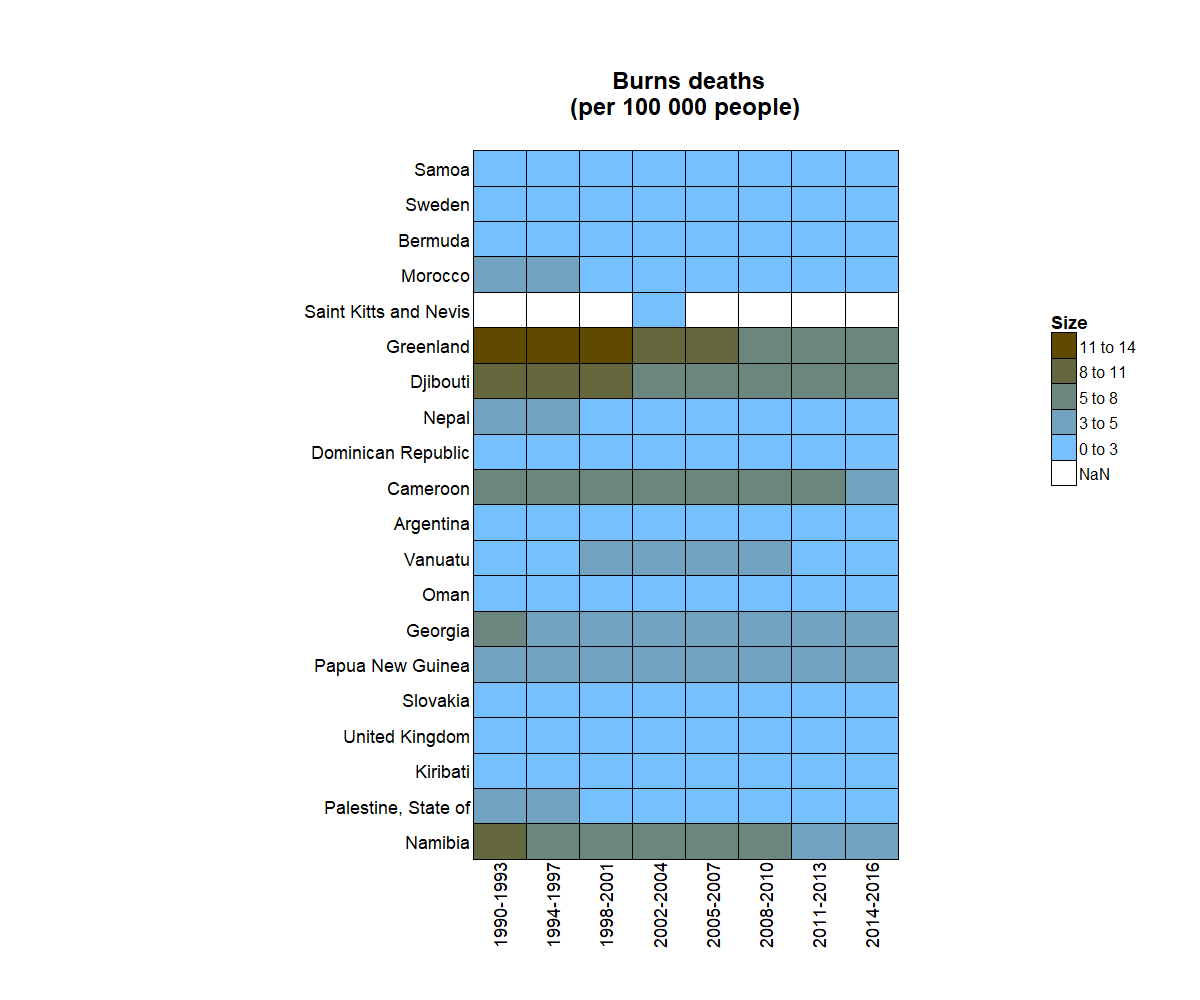 Burns deaths
(per 100 000 people)
Samoa
Sweden
Bermuda
Morocco
Saint Kitts and Nevis
Greenland
Djibouti
Nepal
Dominican Republic
Cameroon
Argentina
Vanuatu
Oman
Georgia
Papua New Guinea
Slovakia
United Kingdom
Kiribati
Palestine, State of
Namibia
1990-1993
1994-1997
1998-2001
2002-2004
2005-2007
2008-2010
2011-2013
2014-2016
Size
11 to 14
8 to 11
5 to 8
3 to 5
0 to 3
NaN